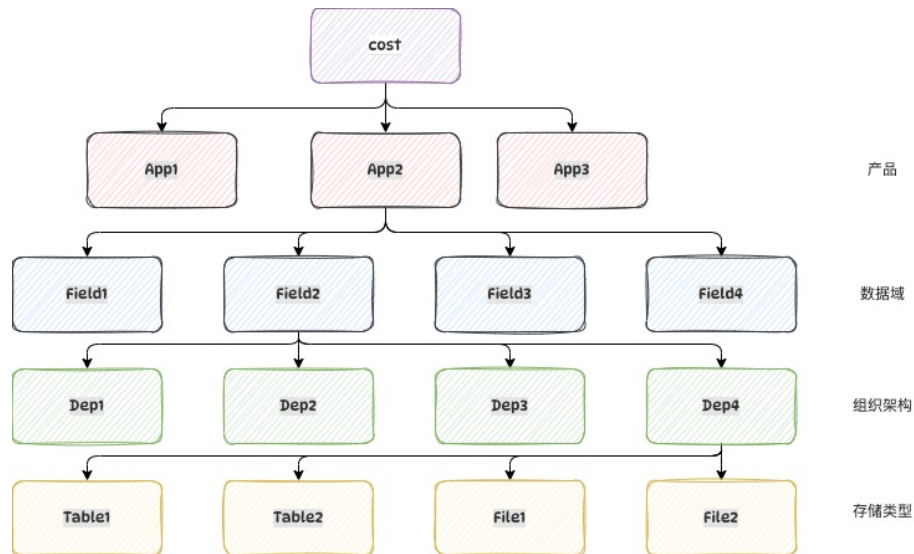 cost
App1 App2 App3 产品
Field1 Field2 Field3 Field4 数据域
Dep1 Dep2 Dep3 Dep4 组织架构
Table1 Table2 File1 File2 存储类型